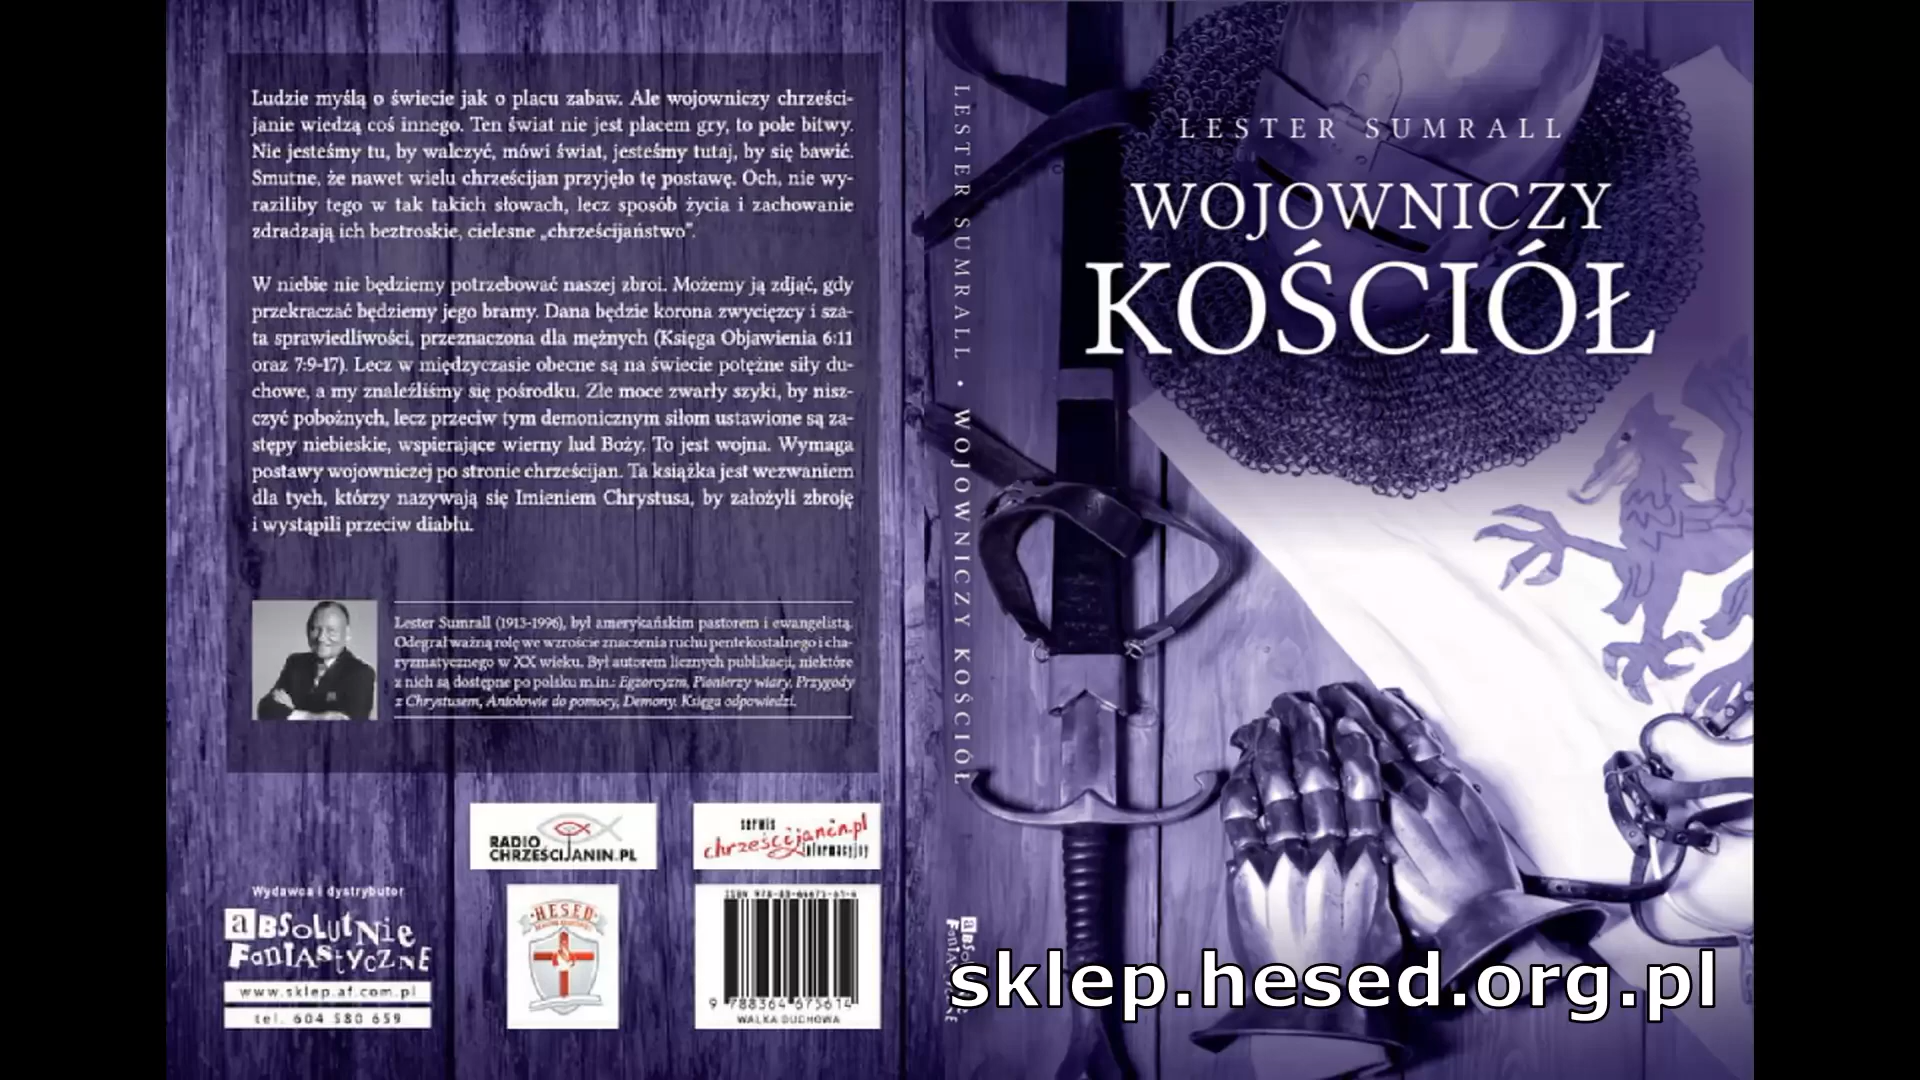 Ludzie myślą o świecie jak o placu zabaw. Ale wojowniczy chrześci-
janie wiedzą coś innego. Ten świat nie jest placem gry, to pole bitwy.
Nie jesteśmy tu, by walczyć, mówi świat, jesteśmy tutaj, by się bawić.
Smutne, że nawet wielu chrześcijan przyjęło tę postawę. Och, nie wy-
raziliby tego w tak takich słowach, lecz sposób życia i zachowanie
zdradzają ich beztroskie, cielesne „chrześcijaństwo”.
W niebie nie będziemy potrzebować naszej zbroi. Możemy ją zdjąć, gdy
przekraczać będziemy jego bramy. Dana będzie korona zwycięzcy i sza-
ta sprawiedliwości, przeznaczona dla mężnych (Księga Objawienia 6:11
oraz 7:9-17). Lecz w międzyczasie obecne są na świecie potężne siły du-
chowe, a my znaleźliśmy się pośrodku. Złe moce zwarły szyki, by nisz-
czyć pobożnych, lecz przeciw tym demonicznym siłom ustawione są za-
stępy niebieskie, wspierające wierny lud Boży. To jest wojna. Wymaga
postawy wojowniczej po stronie chrześcijan. Ta książka jest wezwaniem
dla tych, którzy nazywają się Imieniem Chrystusa, by założyli zbroję
i wystąpili przeciw diabłu.
Lester Sumrall (1913-1996), był amerykańskim pastorem i ewangelistą.
Odegrał ważną rolę we wzroście znaczenia ruchu pentekostalnego i cha-
ryzmatycznego w XX wieku. Był autorem licznych publikacji, niektóre
z nich są dostępne po polsku m.in.: Egzorcyzm, Pionierzy wiary, Przygody
z Chrystusem, Aniołowie do pomocy, Demony. Księga odpowiedzi.
RADIO
CHRZEŚCIJANIN.PL
serwis
chrześcijanin.pl
informacyjny
Wydawca i dystrybutor
aBSOLUTNIE
FANTASTYCZNE
www.sklep.af.com.pl
tel. 604 580 659
HESED
ISBN 978-83-64675-61-4
9 788364 675614
WALKA DUCHOWA
LESTER SUMRALL • WOJOWNICZY KOŚCIÓŁ
LESTER SUMRALL
WOJOWNICZY
KOŚCIÓŁ
sklep.hesed.org.pl